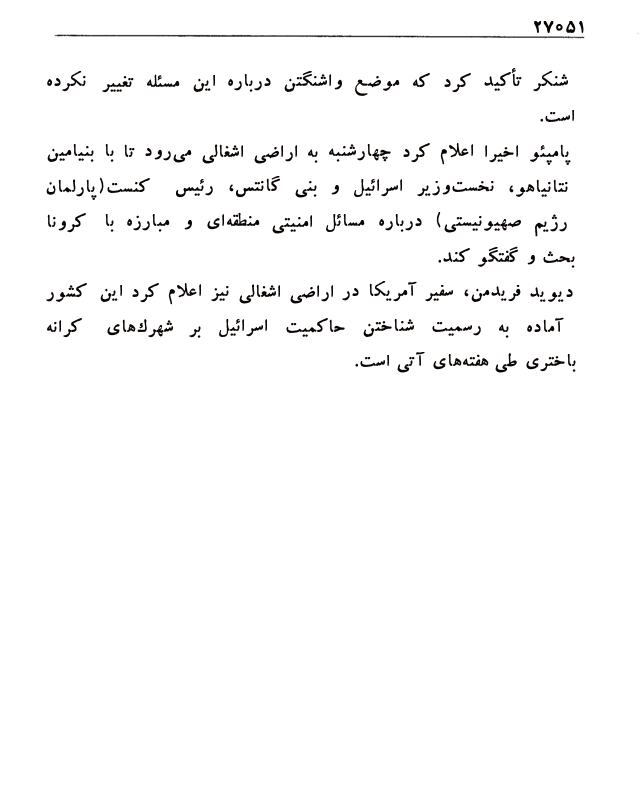 ۲۷۰۵۱
شنکر تأکید کرد که موضع واشنگتن درباره این مسئله تغییر نکرده
است.
پامپئو اخیرا اعلام کرد چهارشنبه به اراضی اشغالی می‌رود تا با بنیامین
نتانیاهو، نخست‌وزیر اسرائیل و بنی گانتس، رئیس کنست(پارلمان
رژیم صهیونیستی) درباره مسائل امنیتی منطقه‌ای و مبارزه با کرونا
بحث و گفتگو کند.
دیوید فریدمن، سفیر آمریکا در اراضی اشغالی نیز اعلام کرد این کشور
آماده به رسمیت شناختن حاکمیت اسرائیل بر شهرك‌های کرانه
باختری طی هفته‌های آتی است.